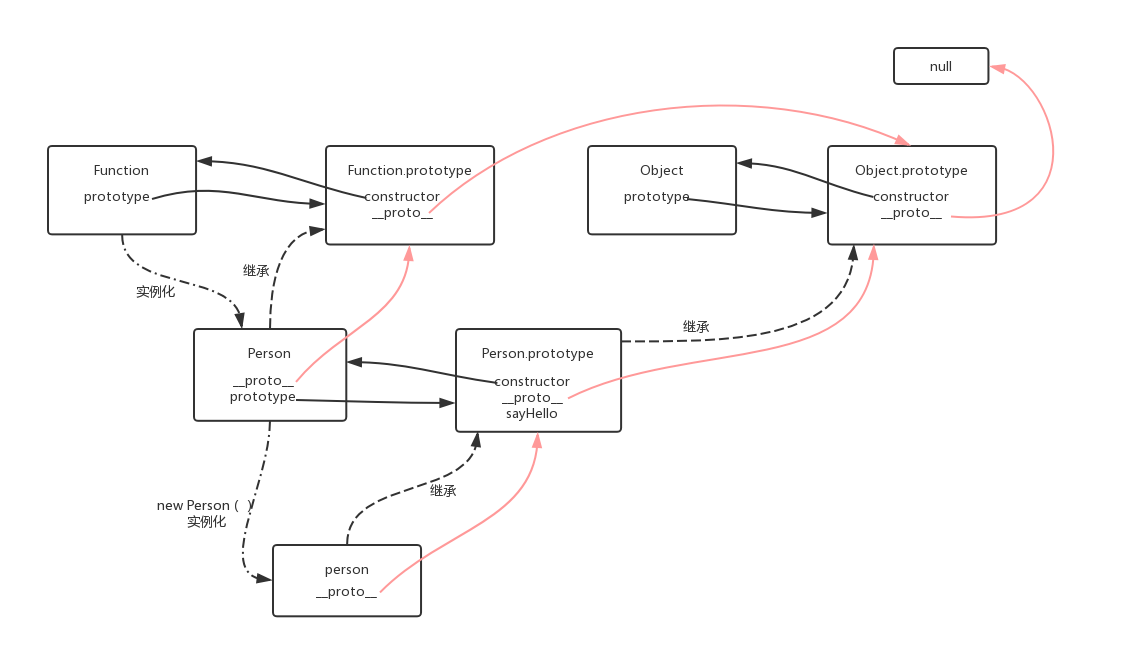 null
Function
prototype
Function.prototype
constructor
__proto__
Object
prototype
Object.prototype
constructor
__proto__
继承
实例化
继承
Person
__proto__
prototype
Person.prototype
constructor
__proto__
sayHello
继承
new Person ( )
实例化
person
__proto__